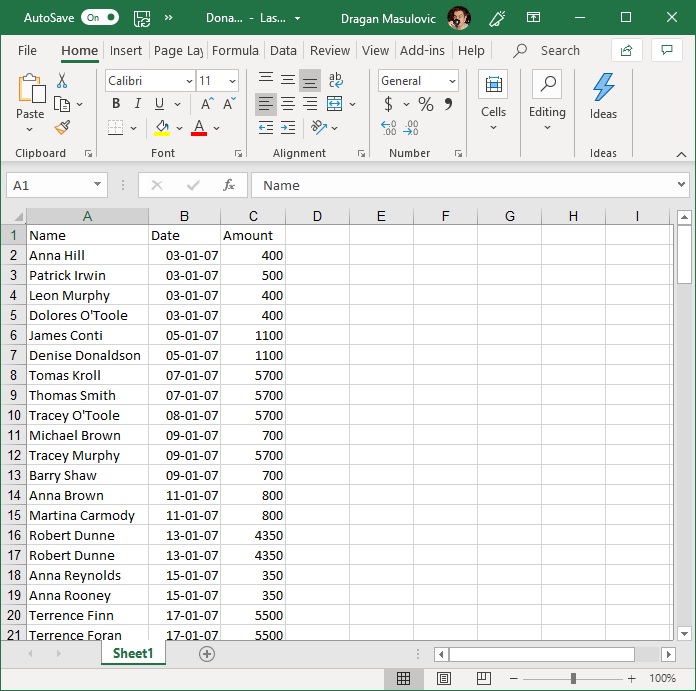 AutoSave On Dona... - Las... Dragan Masulovic
File Home Insert Page Lay Formula Data Review View Add-ins Help Search
Calibri 11 General
B I U A A $ % 9
Paste Cells Editing Ideas
A
Clipboard Font Alignment Number Ideas
A1 fx Name
A B C D E F G H I
1 Name Date Amount
2 Anna Hill 03-01-07 400
3 Patrick Irwin 03-01-07 500
4 Leon Murphy 03-01-07 400
5 Dolores O'Toole 03-01-07 400
6 James Conti 05-01-07 1100
7 Denise Donaldson 05-01-07 1100
8 Tomas Kroll 07-01-07 5700
9 Thomas Smith 07-01-07 5700
10 Tracey O'Toole 08-01-07 5700
11 Michael Brown 09-01-07 700
12 Tracey Murphy 09-01-07 5700
13 Barry Shaw 09-01-07 700
14 Anna Brown 11-01-07 800
15 Martina Carmody 11-01-07 800
16 Robert Dunne 13-01-07 4350
17 Robert Dunne 13-01-07 4350
18 Anna Reynolds 15-01-07 350
19 Anna Rooney 15-01-07 350
20 Terrence Finn 17-01-07 5500
21 Terrence Foran 17-01-07 5500
Sheet1
100%